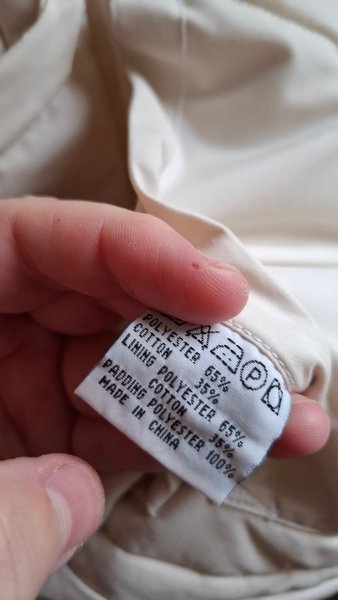 P
POLYESTER 65%
COTTON 35%
LINING POLYESTER 65%
COTTON 35%
PADDING POLYESTER 100%
MADE IN CHINA